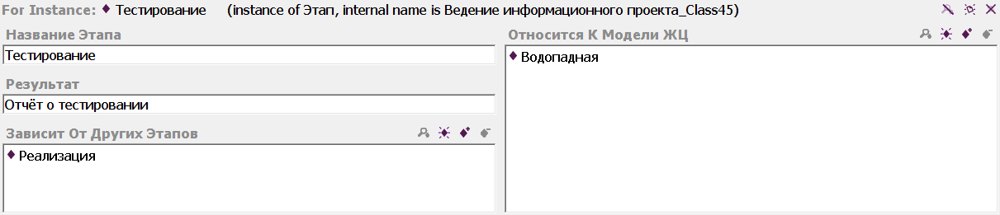 For Instance: Тестирование (instance of Этап, internal name is Ведение информационного проекта_Class45)
Название Этапа
Тестирование
Результат
Отчёт о тестировании
Зависит От Других Этапов
Реализация
Относится К Модели ЖЦ
Водопадная